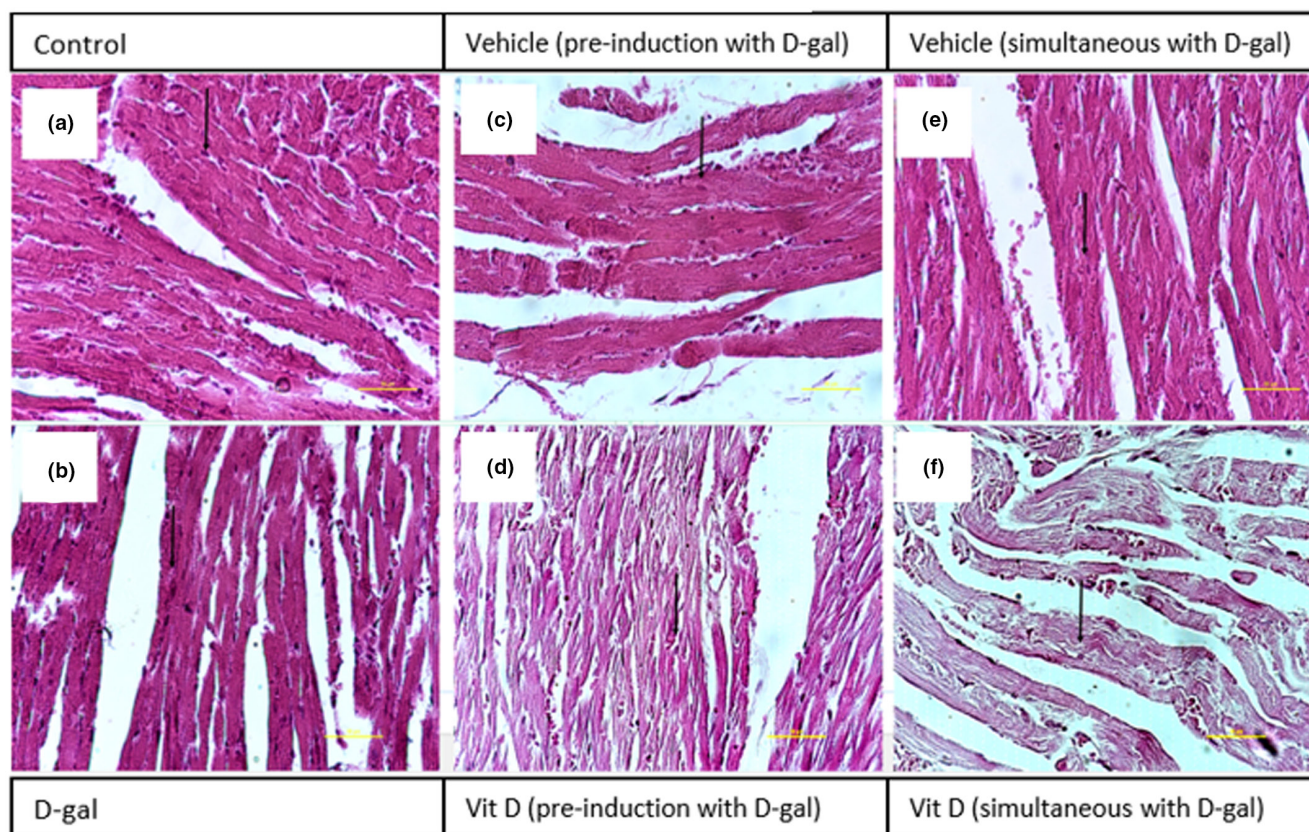 Control
Vehicle (pre-induction with D-gal)
Vehicle (simultaneous with D-gal)
(a)
(c)
(e)
(b)
(d)
(f)
D-gal
Vit D (pre-induction with D-gal)
Vit D (simultaneous with D-gal)